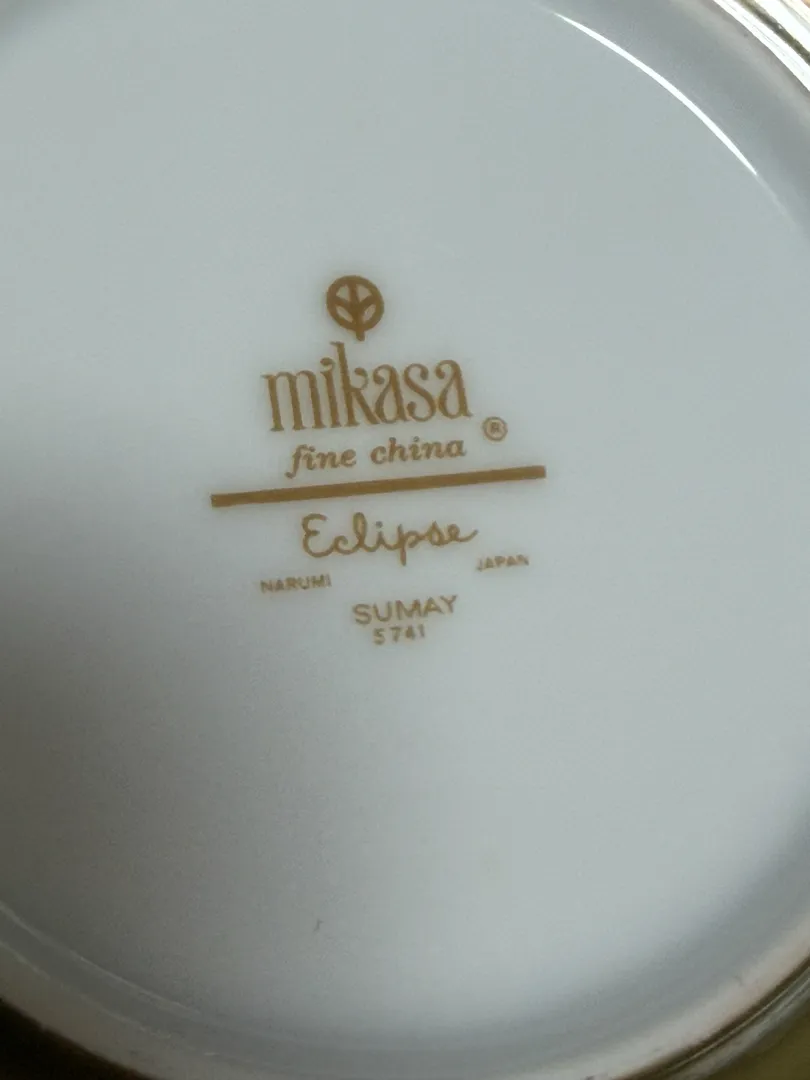 mikasa ®
fine china
Eclipse
NARUMI JAPAN
SUMAY
5741